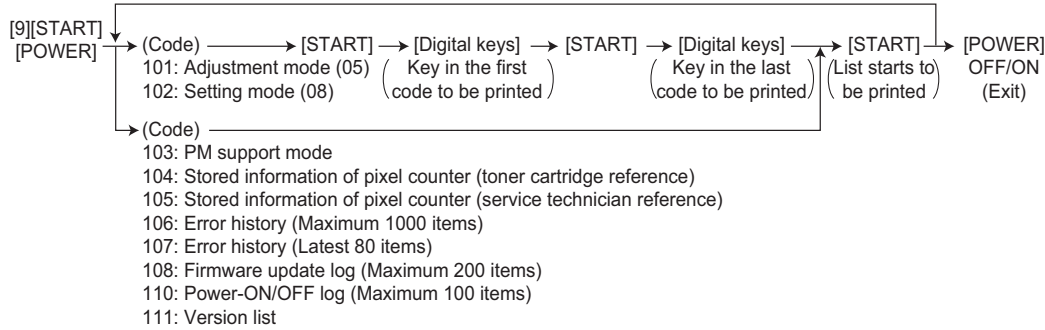 [9][START]
[POWER]
(Code)
[START]
[Digital keys]
[START]
[Digital keys]
[START]
[POWER]
101: Adjustment mode (05)
(Key in the first
(Key in the last
(List starts to
OFF/ON
102: Setting mode (08)
code to be printed)
code to be printed)
be printed)
(Exit)
(Code)
103: PM support mode
104: Stored information of pixel counter (toner cartridge reference)
105: Stored information of pixel counter (service technician reference)
106: Error history (Maximum 1000 items)
107: Error history (Latest 80 items)
108: Firmware update log (Maximum 200 items)
110: Power-ON/OFF log (Maximum 100 items)
111: Version list